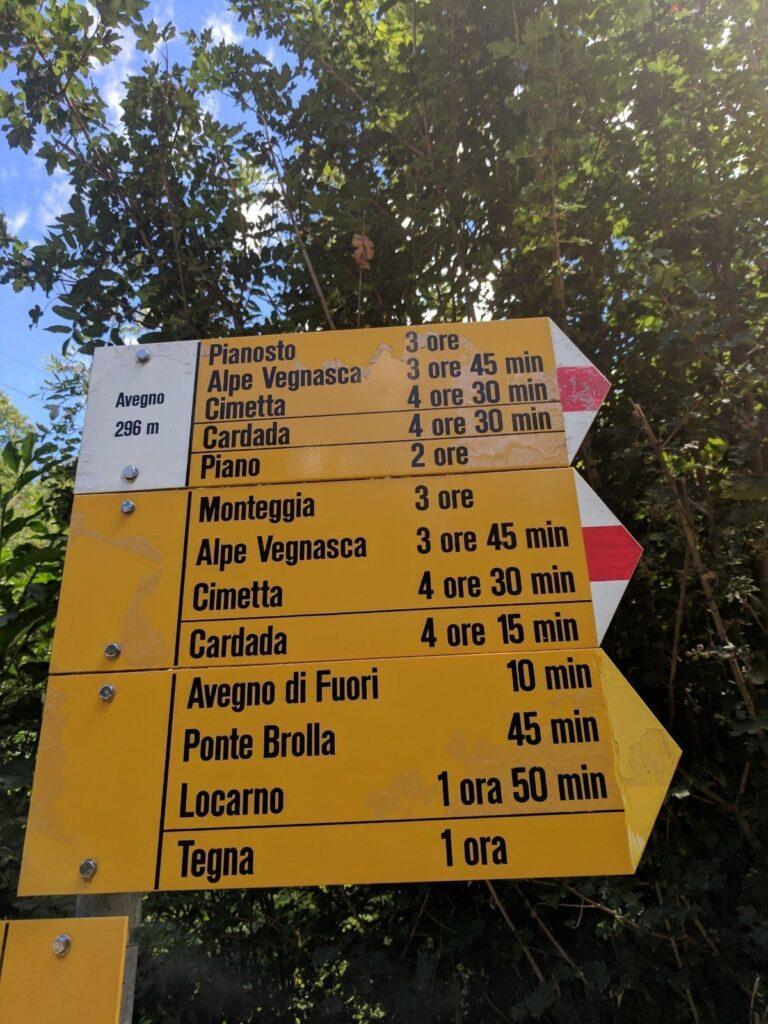 Avegno
296 m
Pianosto 3 ore
Alpe Vegnasca 3 ore 45 min
Cimetta 4 ore 30 min
Cardada 4 ore 30 min
Piano 2 ore
Monteggia 3 ore
Alpe Vegnasca 3 ore 45 min
Cimetta 4 ore 30 min
Cardada 4 ore 15 min
Avegno di Fuori 10 min
Ponte Brolla 45 min
Locarno 1 ora 50 min
Tegna 1 ora